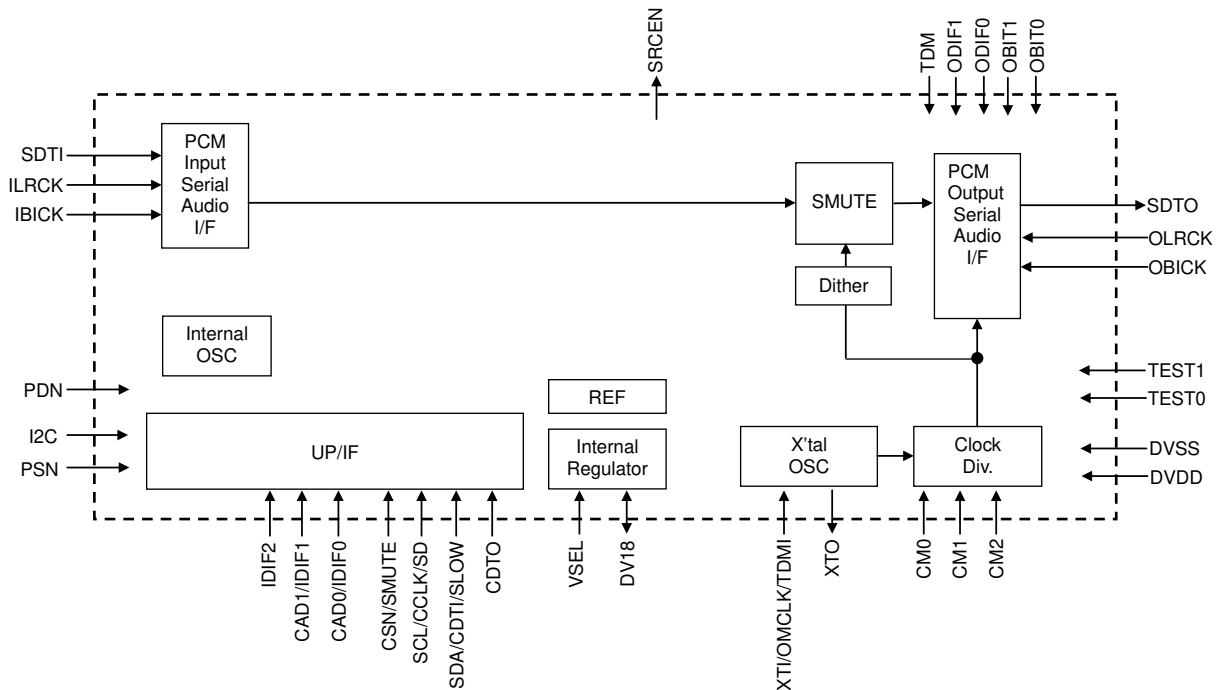 SRCEN
TDM
ODIF1
ODIF0
OBIT1
OBIT0
SDTI
ILRCK
IBICK
PCM
Input
Serial
Audio
I/F
SMUTE
PCM
Output
Serial
Audio
I/F
SDTO
OLRCK
OBICK
Dither
Internal
OSC
PDN
I2C
PSN
REF
UP/IF
Internal
Regulator
X'tal
OSC
Clock
Div.
TEST1
TEST0
DVSS
DVDD
IDIF2
CAD1/IDIF1
CAD0/IDIF0
CSN/SMUTE
SCL/CCLK/SD
SDA/CDTI/SLOW
CDTO
VSEL
DV18
XTI/OMCLK/TDMI
XTO
CM0
CM1
CM2